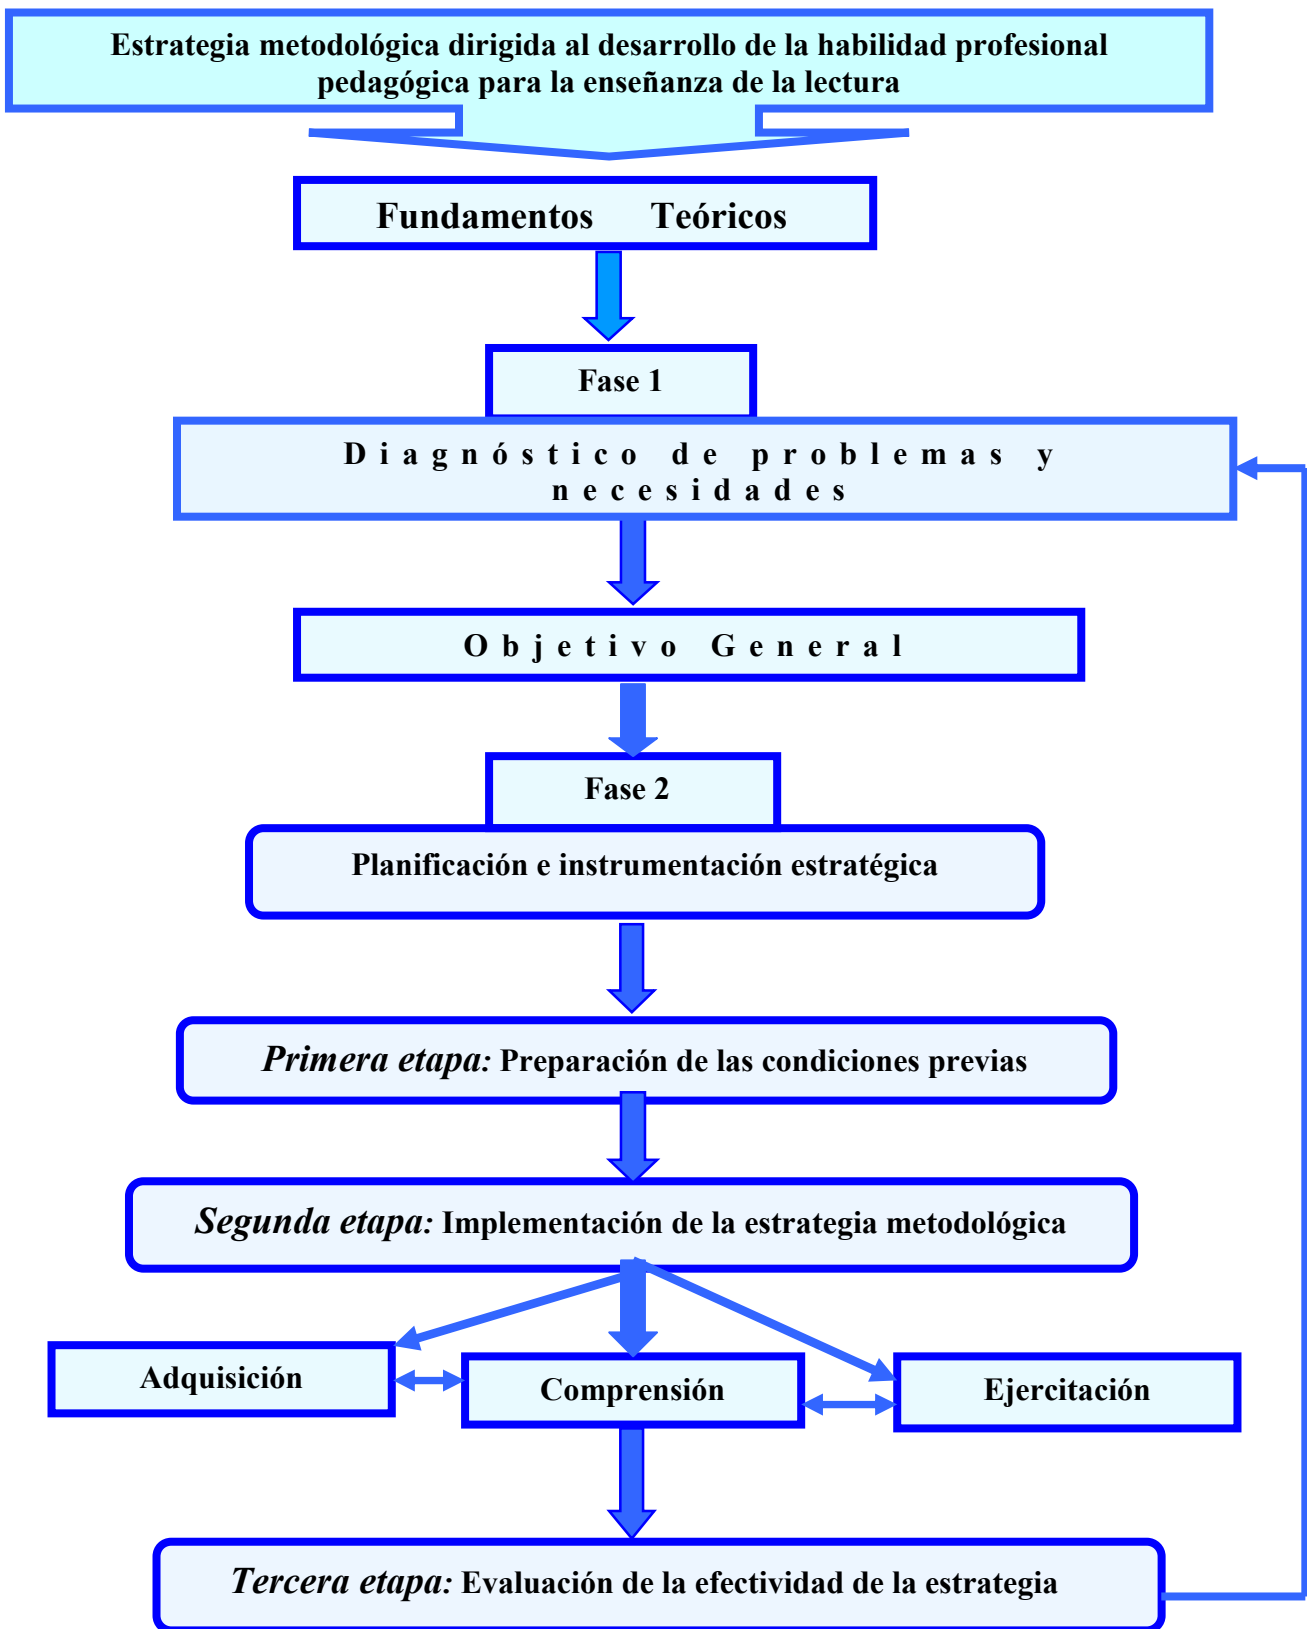 Estrategia metodológica dirigida al desarrollo de la habilidad profesional
pedagógica para la enseñanza de la lectura
Fundamentos Teóricos
Fase 1
Diagnóstico de problemas y
necesidades
Objetivo General
Fase 2
Planificación e instrumentación estratégica
Primera etapa: Preparación de las condiciones previas
Segunda etapa: Implementación de la estrategia metodológica
Adquisición
Comprensión
Ejercitación
Tercera etapa: Evaluación de la efectividad de la estrategia